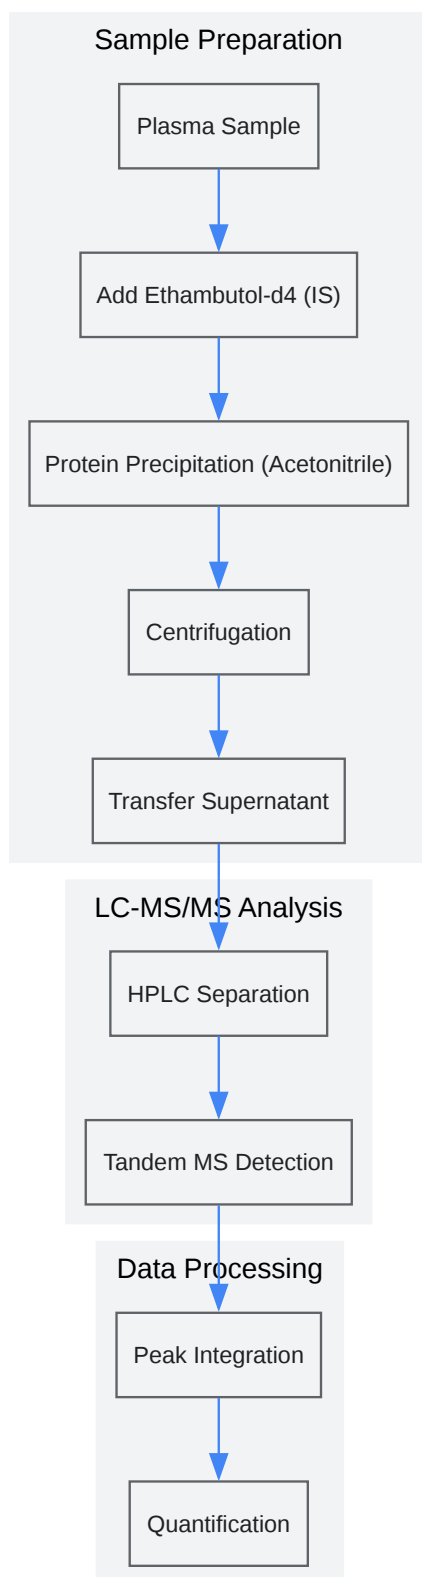 Sample Preparation
Plasma Sample
Add Ethambutol-d4 (IS)
Protein Precipitation (Acetonitrile)
Centrifugation
Transfer Supernatant
LC-MS/MS Analysis
HPLC Separation
Tandem MS Detection
Data Processing
Peak Integration
Quantification